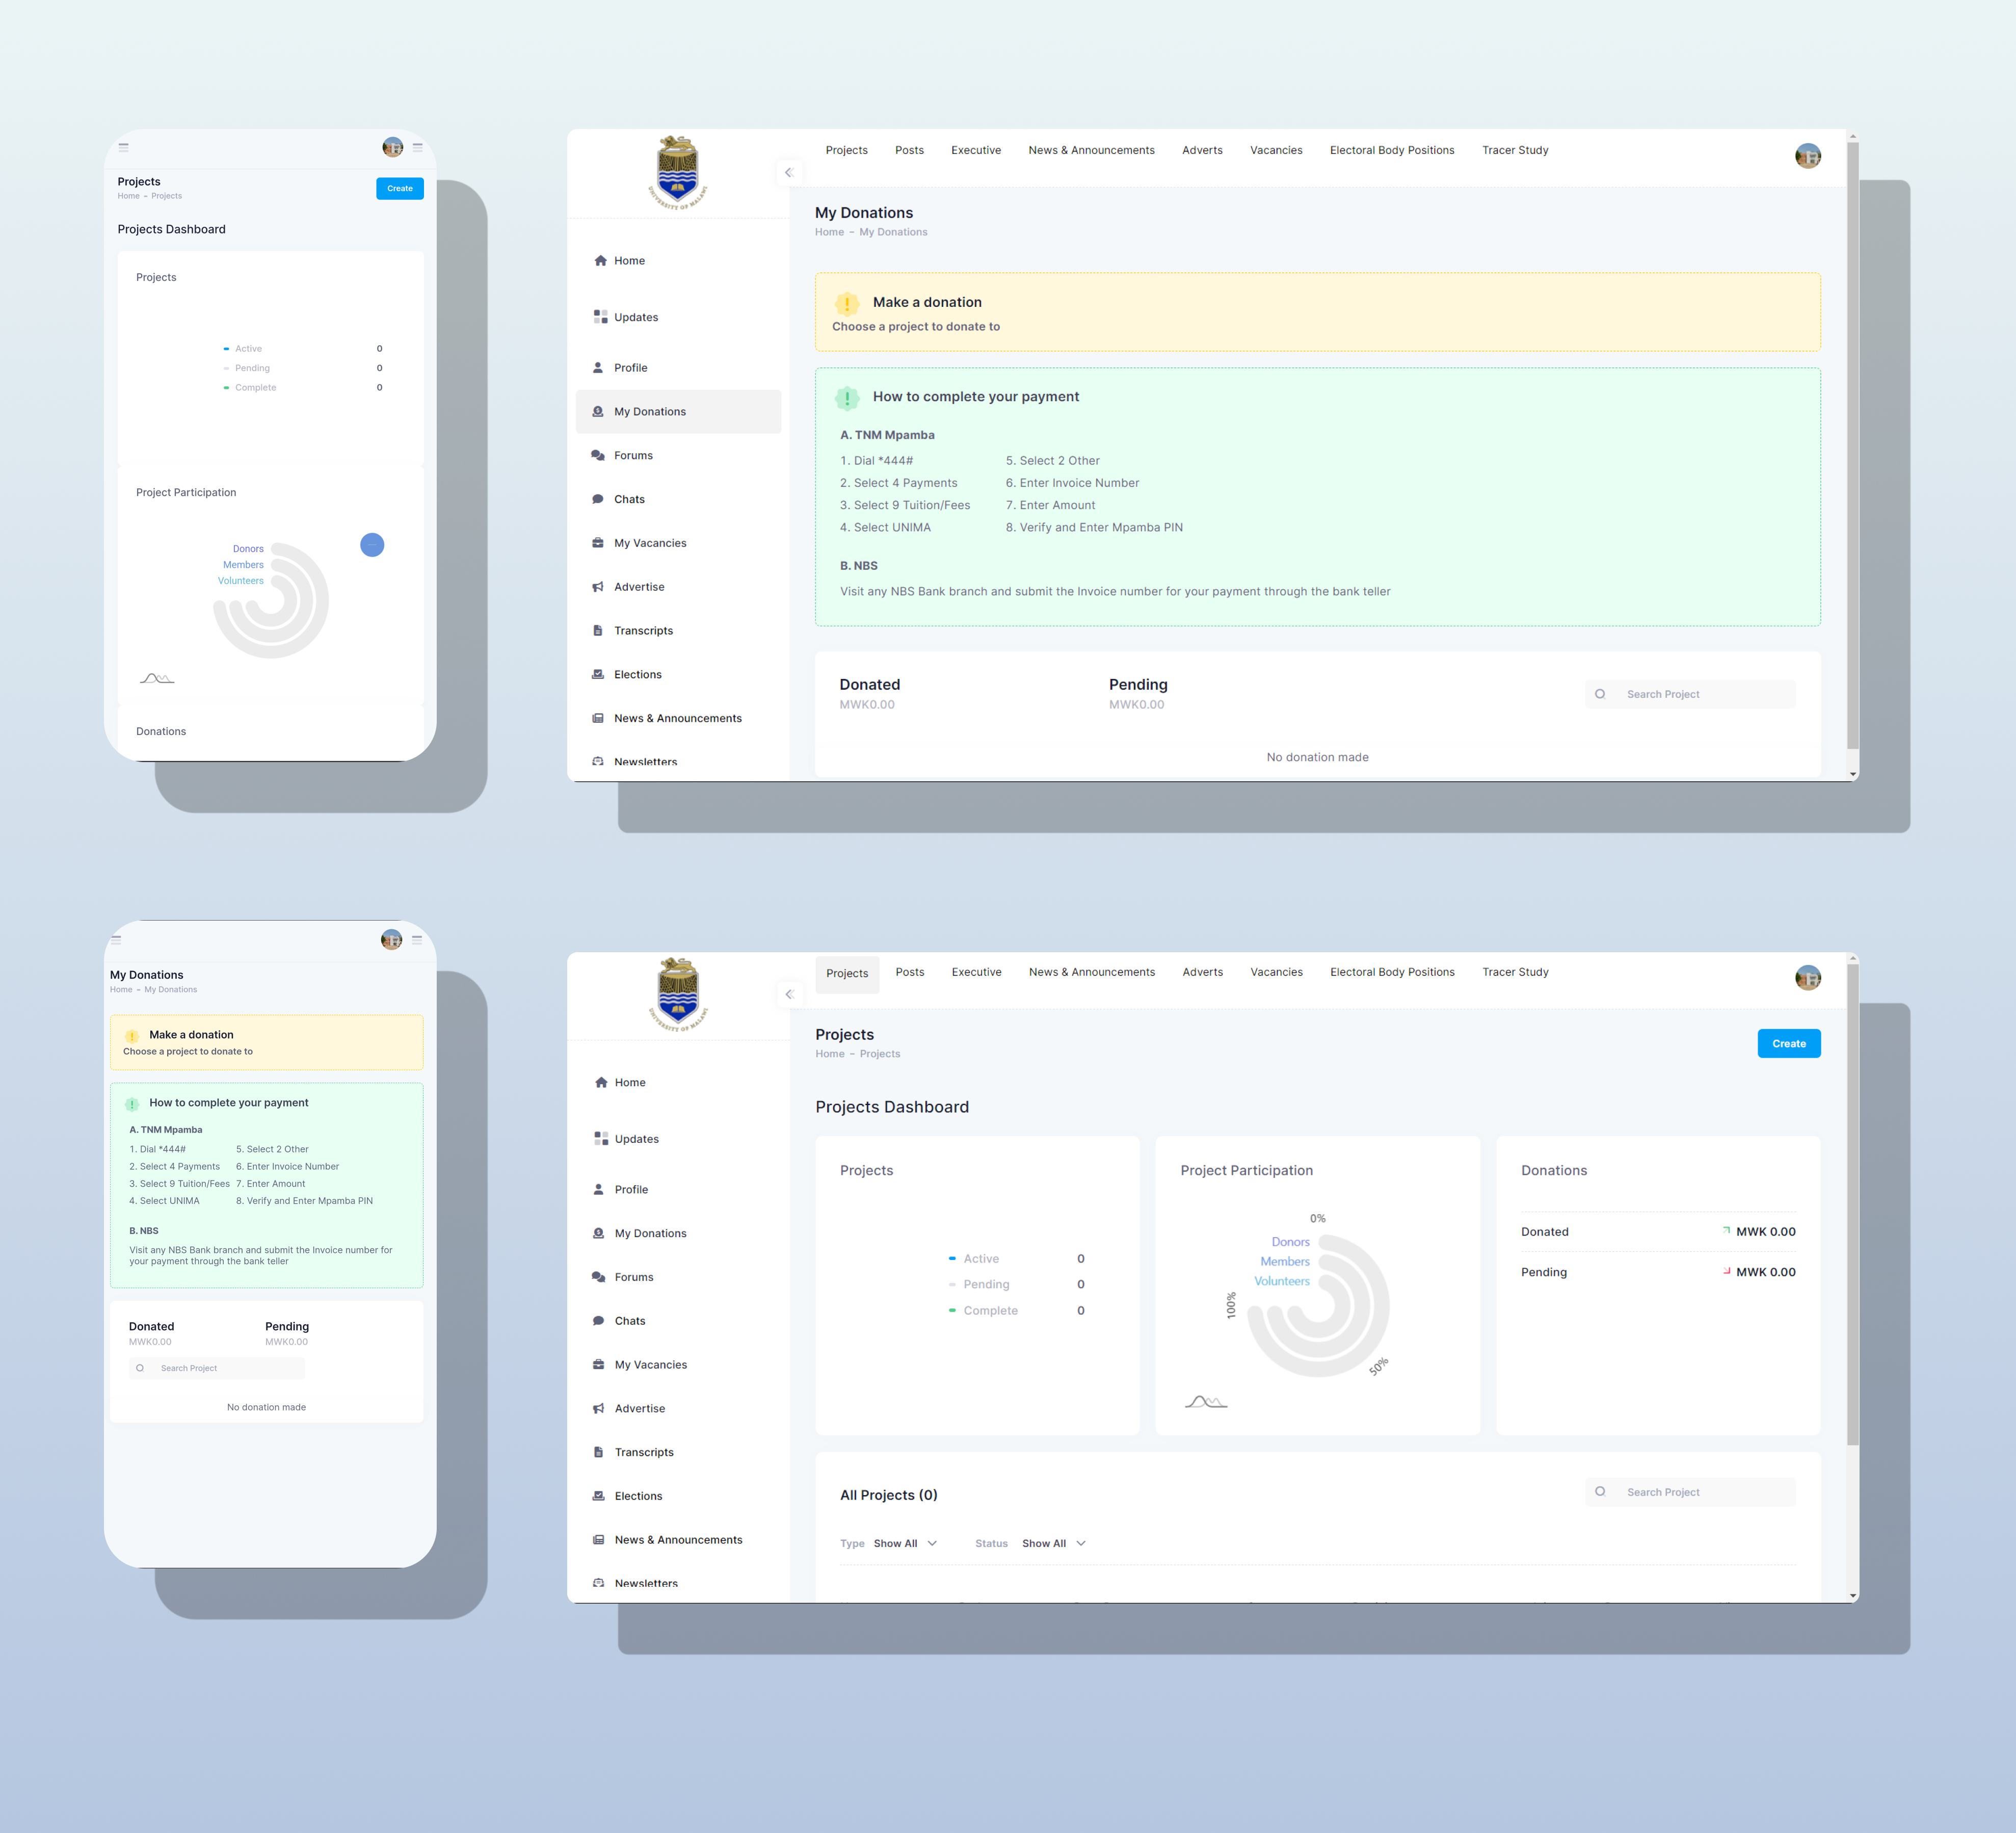 Projects
Create
Home - Projects
Projects Dashboard
Projects
Active 0
Pending 0
Complete 0
Project Participation
Donors
Members
Volunteers
Donations
UNIVERSITY OF MALAWI
Projects Posts Executive News & Announcements Adverts Vacancies Electoral Body Positions Tracer Study
Home
Updates
Profile
My Donations
Forums
Chats
My Vacancies
Advertise
Transcripts
Elections
News & Announcements
Newsletters
My Donations
Home - My Donations
Make a donation
Choose a project to donate to
How to complete your payment
A. TNM Mpamba
1. Dial *444# 5. Select 2 Other
2. Select 4 Payments 6. Enter Invoice Number
3. Select 9 Tuition/Fees 7. Enter Amount
4. Select UNIMA 8. Verify and Enter Mpamba PIN
B. NBS
Visit any NBS Bank branch and submit the Invoice number for your payment through the bank teller
Donated Pending Search Project
MWK0.00 MWK0.00
No donation made
My Donations
Home - My Donations
Make a donation
Choose a project to donate to
How to complete your payment
A. TNM Mpamba
1. Dial *444# 5. Select 2 Other
2. Select 4 Payments 6. Enter Invoice Number
3. Select 9 Tuition/Fees 7. Enter Amount
4. Select UNIMA 8. Verify and Enter Mpamba PIN
B. NBS
Visit any NBS Bank branch and submit the Invoice number for
your payment through the bank teller
Donated Pending
MWK0.00 MWK0.00
Search Project
No donation made
UNIVERSITY OF MALAWI
Projects Posts Executive News & Announcements Adverts Vacancies Electoral Body Positions Tracer Study
Home
Updates
Profile
My Donations
Forums
Chats
My Vacancies
Advertise
Transcripts
Elections
News & Announcements
Newsletters
Projects
Home - Projects
Create
Projects Dashboard
Projects
Active 0
Pending 0
Complete 0
Project Participation
0%
Donors
Members
Volunteers
100%
50%
Donations
Donated MWK 0.00
Pending MWK 0.00
All Projects (0)
Search Project
Type Show All Status Show All